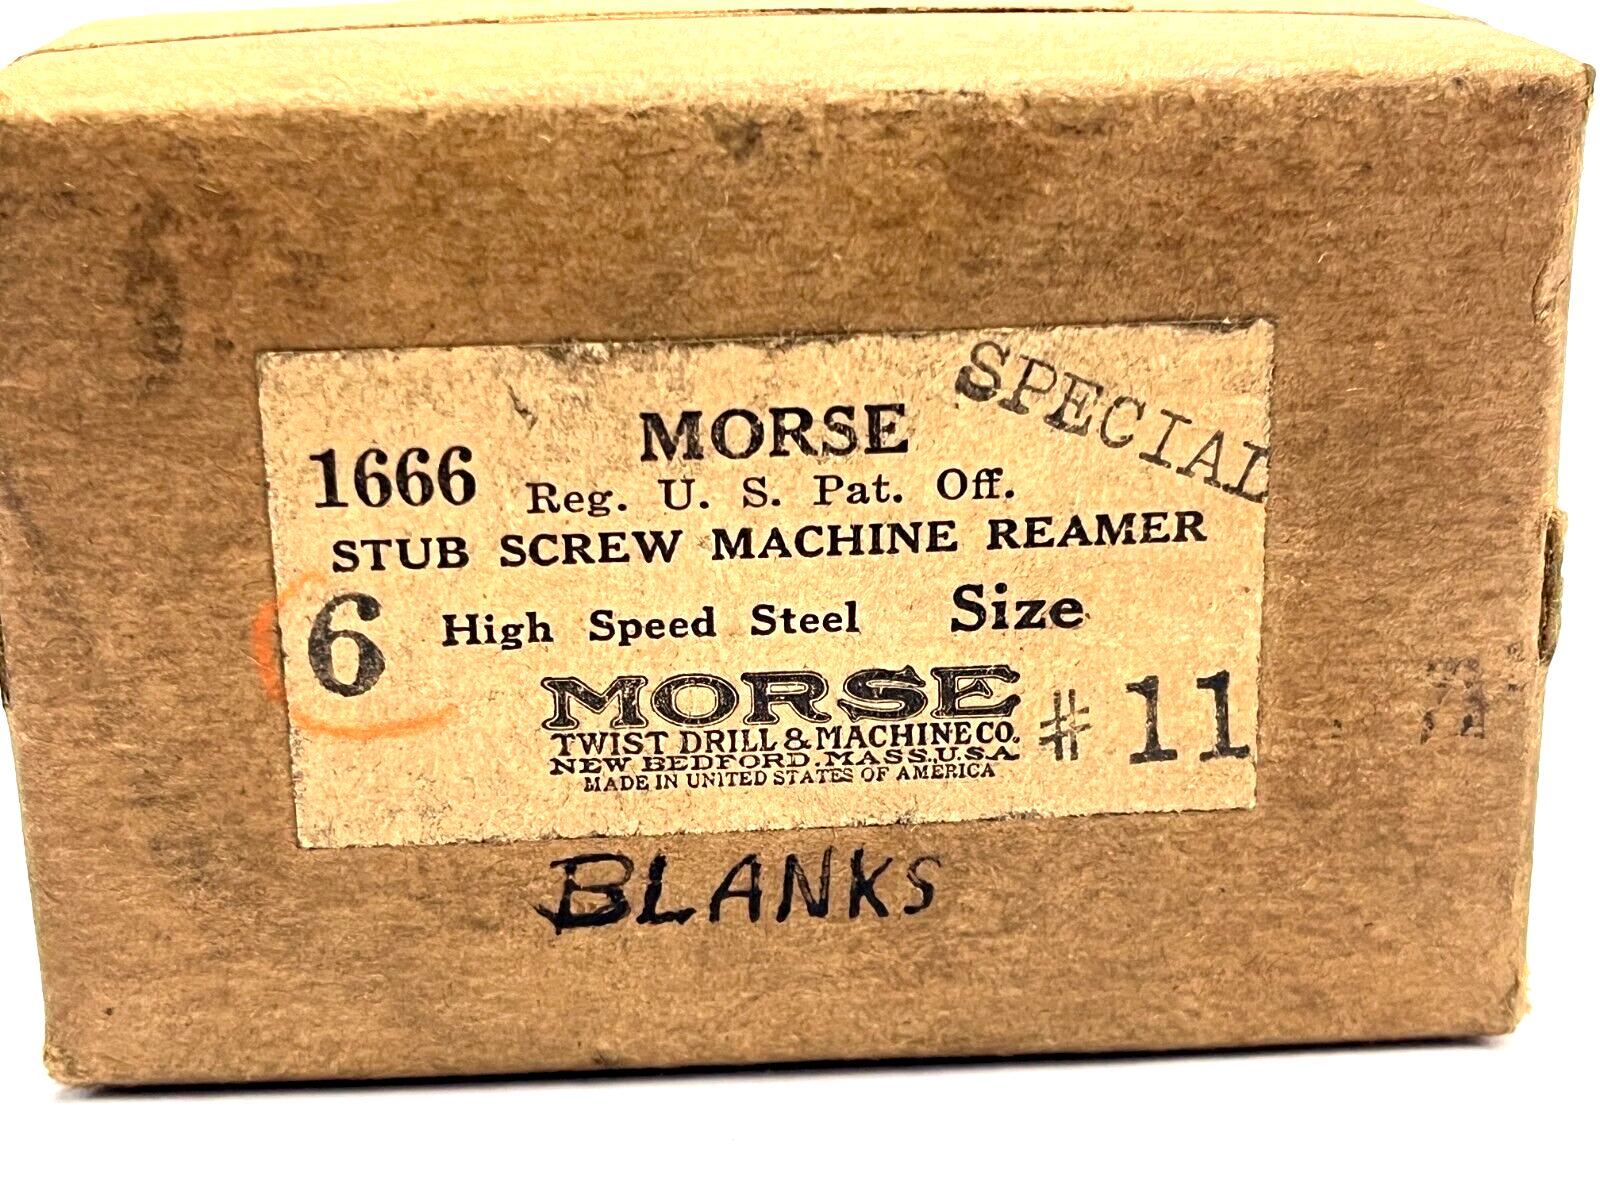 SPECIAL
MORSE
1666 Reg. U. S. Pat. Off.
STUB SCREW MACHINE REAMER
6 High Speed Steel Size
MORSE # 11
TWIST DRILL & MACHINE CO.
NEW BEDFORD. MASS., U.S.A
MADE IN UNITED STATES OF AMERICA
BLANKS